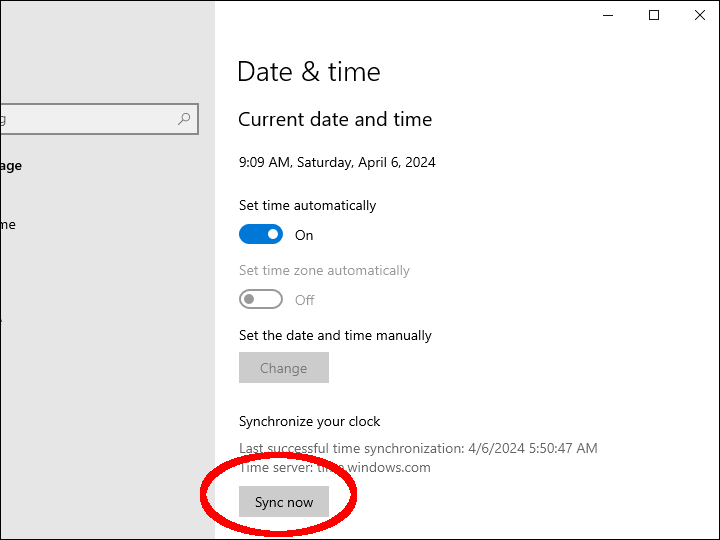 Date & time
Current date and time
g
age
9:09 AM, Saturday, April 6, 2024
Set time automatically
me
On
Set time zone automatically
Off
Set the date and time manually
Change
Synchronize your clock
Last successful time synchronization: 4/6/2024 5:50:47 AM
Time server: time.windows.com
Sync now